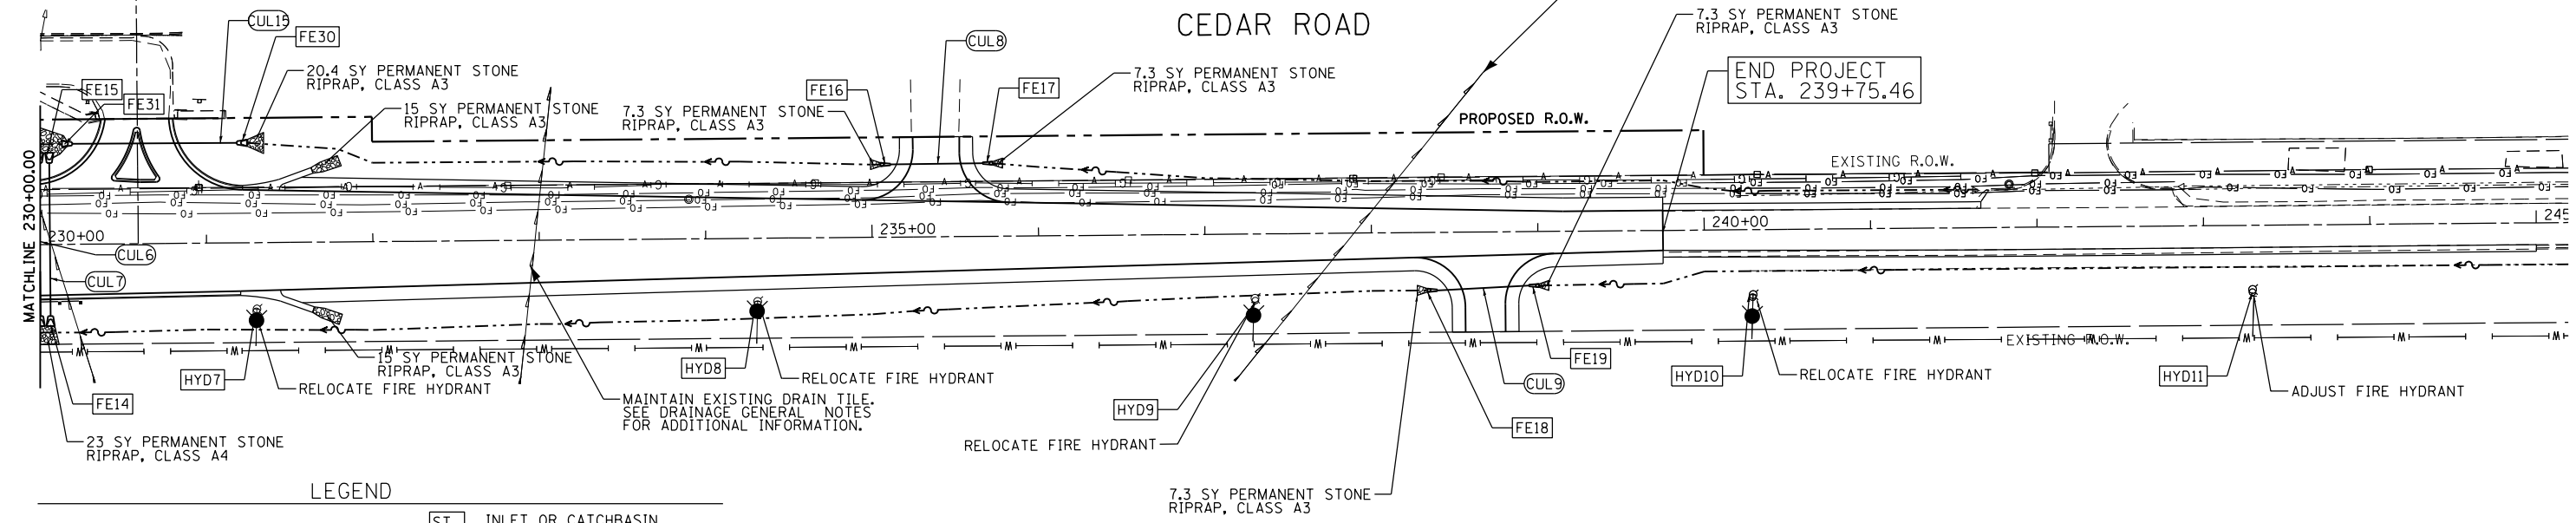 CEDAR ROAD
CUL15
FE30
20.4 SY PERMANENT STONE
RIPRAP, CLASS A3
15 SY PERMANENT STONE
RIPRAP, CLASS A3
FE15
FE31
7.3 SY PERMANENT STONE
RIPRAP, CLASS A3
FE16
CUL8
FE17
7.3 SY PERMANENT STONE
RIPRAP, CLASS A3
7.3 SY PERMANENT STONE
RIPRAP, CLASS A3
END PROJECT
STA. 239+75.46
PROPOSED R.O.W.
EXISTING R.O.W.
MATCHLINE 230+00.00
230+00
235+00
240+00
245
CUL6
CUL7
FE14
23 SY PERMANENT STONE
RIPRAP, CLASS A4
15 SY PERMANENT STONE
RIPRAP, CLASS A3
HYD7
RELOCATE FIRE HYDRANT
MAINTAIN EXISTING DRAIN TILE.
SEE DRAINAGE GENERAL NOTES
FOR ADDITIONAL INFORMATION.
HYD8
RELOCATE FIRE HYDRANT
HYD9
RELOCATE FIRE HYDRANT
7.3 SY PERMANENT STONE
RIPRAP, CLASS A3
FE18
CUL9
FE19
HYD10
RELOCATE FIRE HYDRANT
EXISTING R.O.W.
HYD11
ADJUST FIRE HYDRANT
LEGEND
ST INLET OR CATCHBASIN